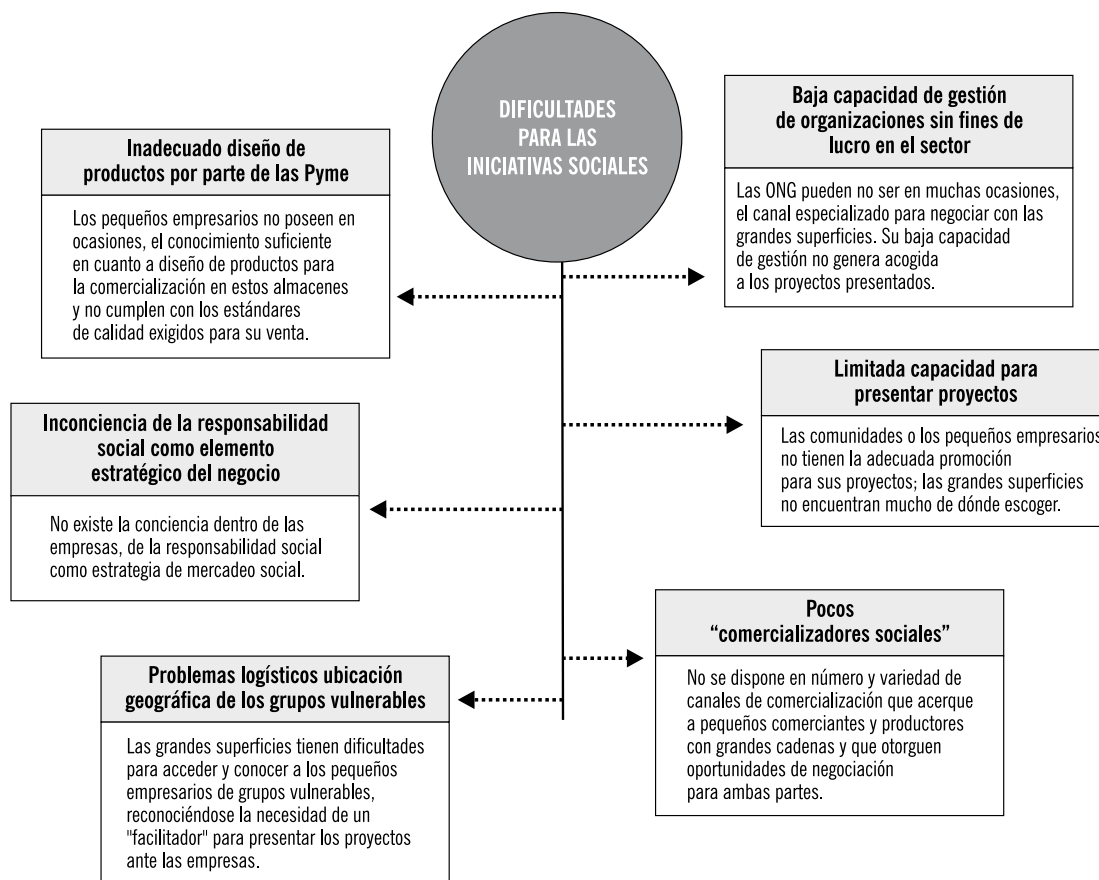 DIFICULTADES
PARA LAS
INICIATIVAS SOCIALES
Baja capacidad de gestión
de organizaciones sin fines de
lucro en el sector
Las ONG pueden no ser en muchas ocasiones,
el canal especializado para negociar con las
grandes superficies. Su baja capacidad
de gestión no genera acogida
a los proyectos presentados.
Inadecuado diseño de
productos por parte de las Pyme
Los pequeños empresarios no poseen en
ocasiones, el conocimiento suficiente
en cuanto a diseño de productos para
la comercialización en estos almacenes
y no cumplen con los estándares
de calidad exigidos para su venta.
Limitada capacidad para
presentar proyectos
Las comunidades o los pequeños empresarios
no tienen la adecuada promoción
para sus proyectos; las grandes superficies
no encuentran mucho de dónde escoger.
Inconciencia de la responsabilidad
social como elemento
estratégico del negocio
No existe la conciencia dentro de las
empresas, de la responsabilidad social
como estrategia de mercadeo social.
Pocos
“comercializadores sociales”
No se dispone en número y variedad de
canales de comercialización que acerque
a pequeños comerciantes y productores
con grandes cadenas y que otorguen
oportunidades de negociación
para ambas partes.
Problemas logísticos ubicación
geográfica de los grupos vulnerables
Las grandes superficies tienen dificultades
para acceder y conocer a los pequeños
empresarios de grupos vulnerables,
reconociéndose la necesidad de un
"facilitador" para presentar los proyectos
ante las empresas.